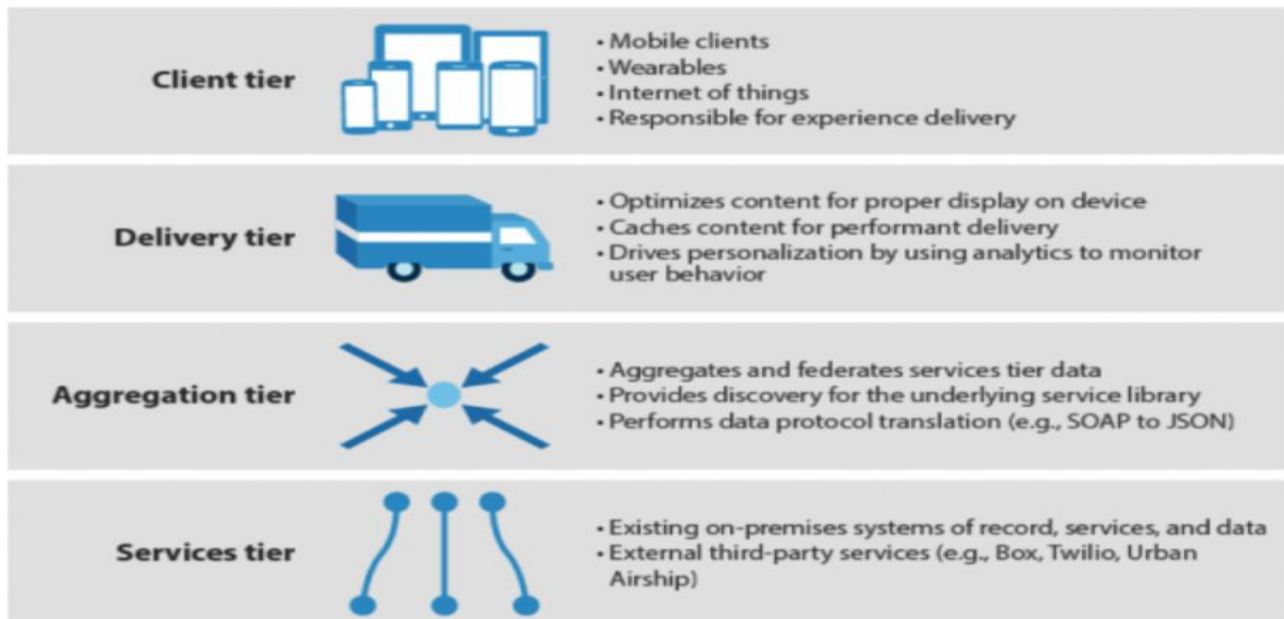 Client tier
• Mobile clients
• Wearables
• Internet of things
• Responsible for experience delivery
Delivery tier
• Optimizes content for proper display on device
• Caches content for performant delivery
• Drives personalization by using analytics to monitor
user behavior
Aggregation tier
• Aggregates and federates services tier data
• Provides discovery for the underlying service library
• Performs data protocol translation (e.g., SOAP to JSON)
Services tier
• Existing on-premises systems of record, services, and data
• External third-party services (e.g., Box, Twilio, Urban
Airship)